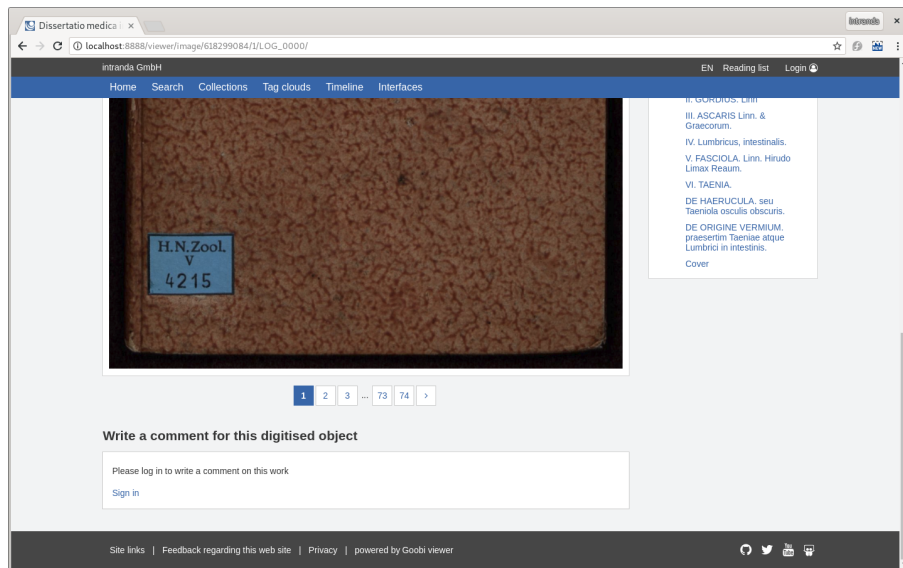 Dissertatio medica i
intranda
localhost:8888/viewer/image/618299084/1/LOG_0000/
intranda GmbH
EN Reading list Login
Home Search Collections Tag clouds Timeline Interfaces
II. GORDIUS. Linn
III. ASCARIS Linn. &
Graecorum.
IV. Lumbricus, intestinalis.
V. FASCIOLA. Linn. Hirudo
Limax Reaum.
VI. TAENIA.
DE HAERUCULA. seu
Taeniola osculis obscuris.
DE ORIGINE VERMIUM.
praesertim Taeniae atque
Lumbrici in intestinis.
Cover
H.N.Zool.
V
4215
1 2 3 ... 73 74 >
Write a comment for this digitised object
Please log in to write a comment on this work
Sign in
Site links | Feedback regarding this web site | Privacy | powered by Goobi viewer
You